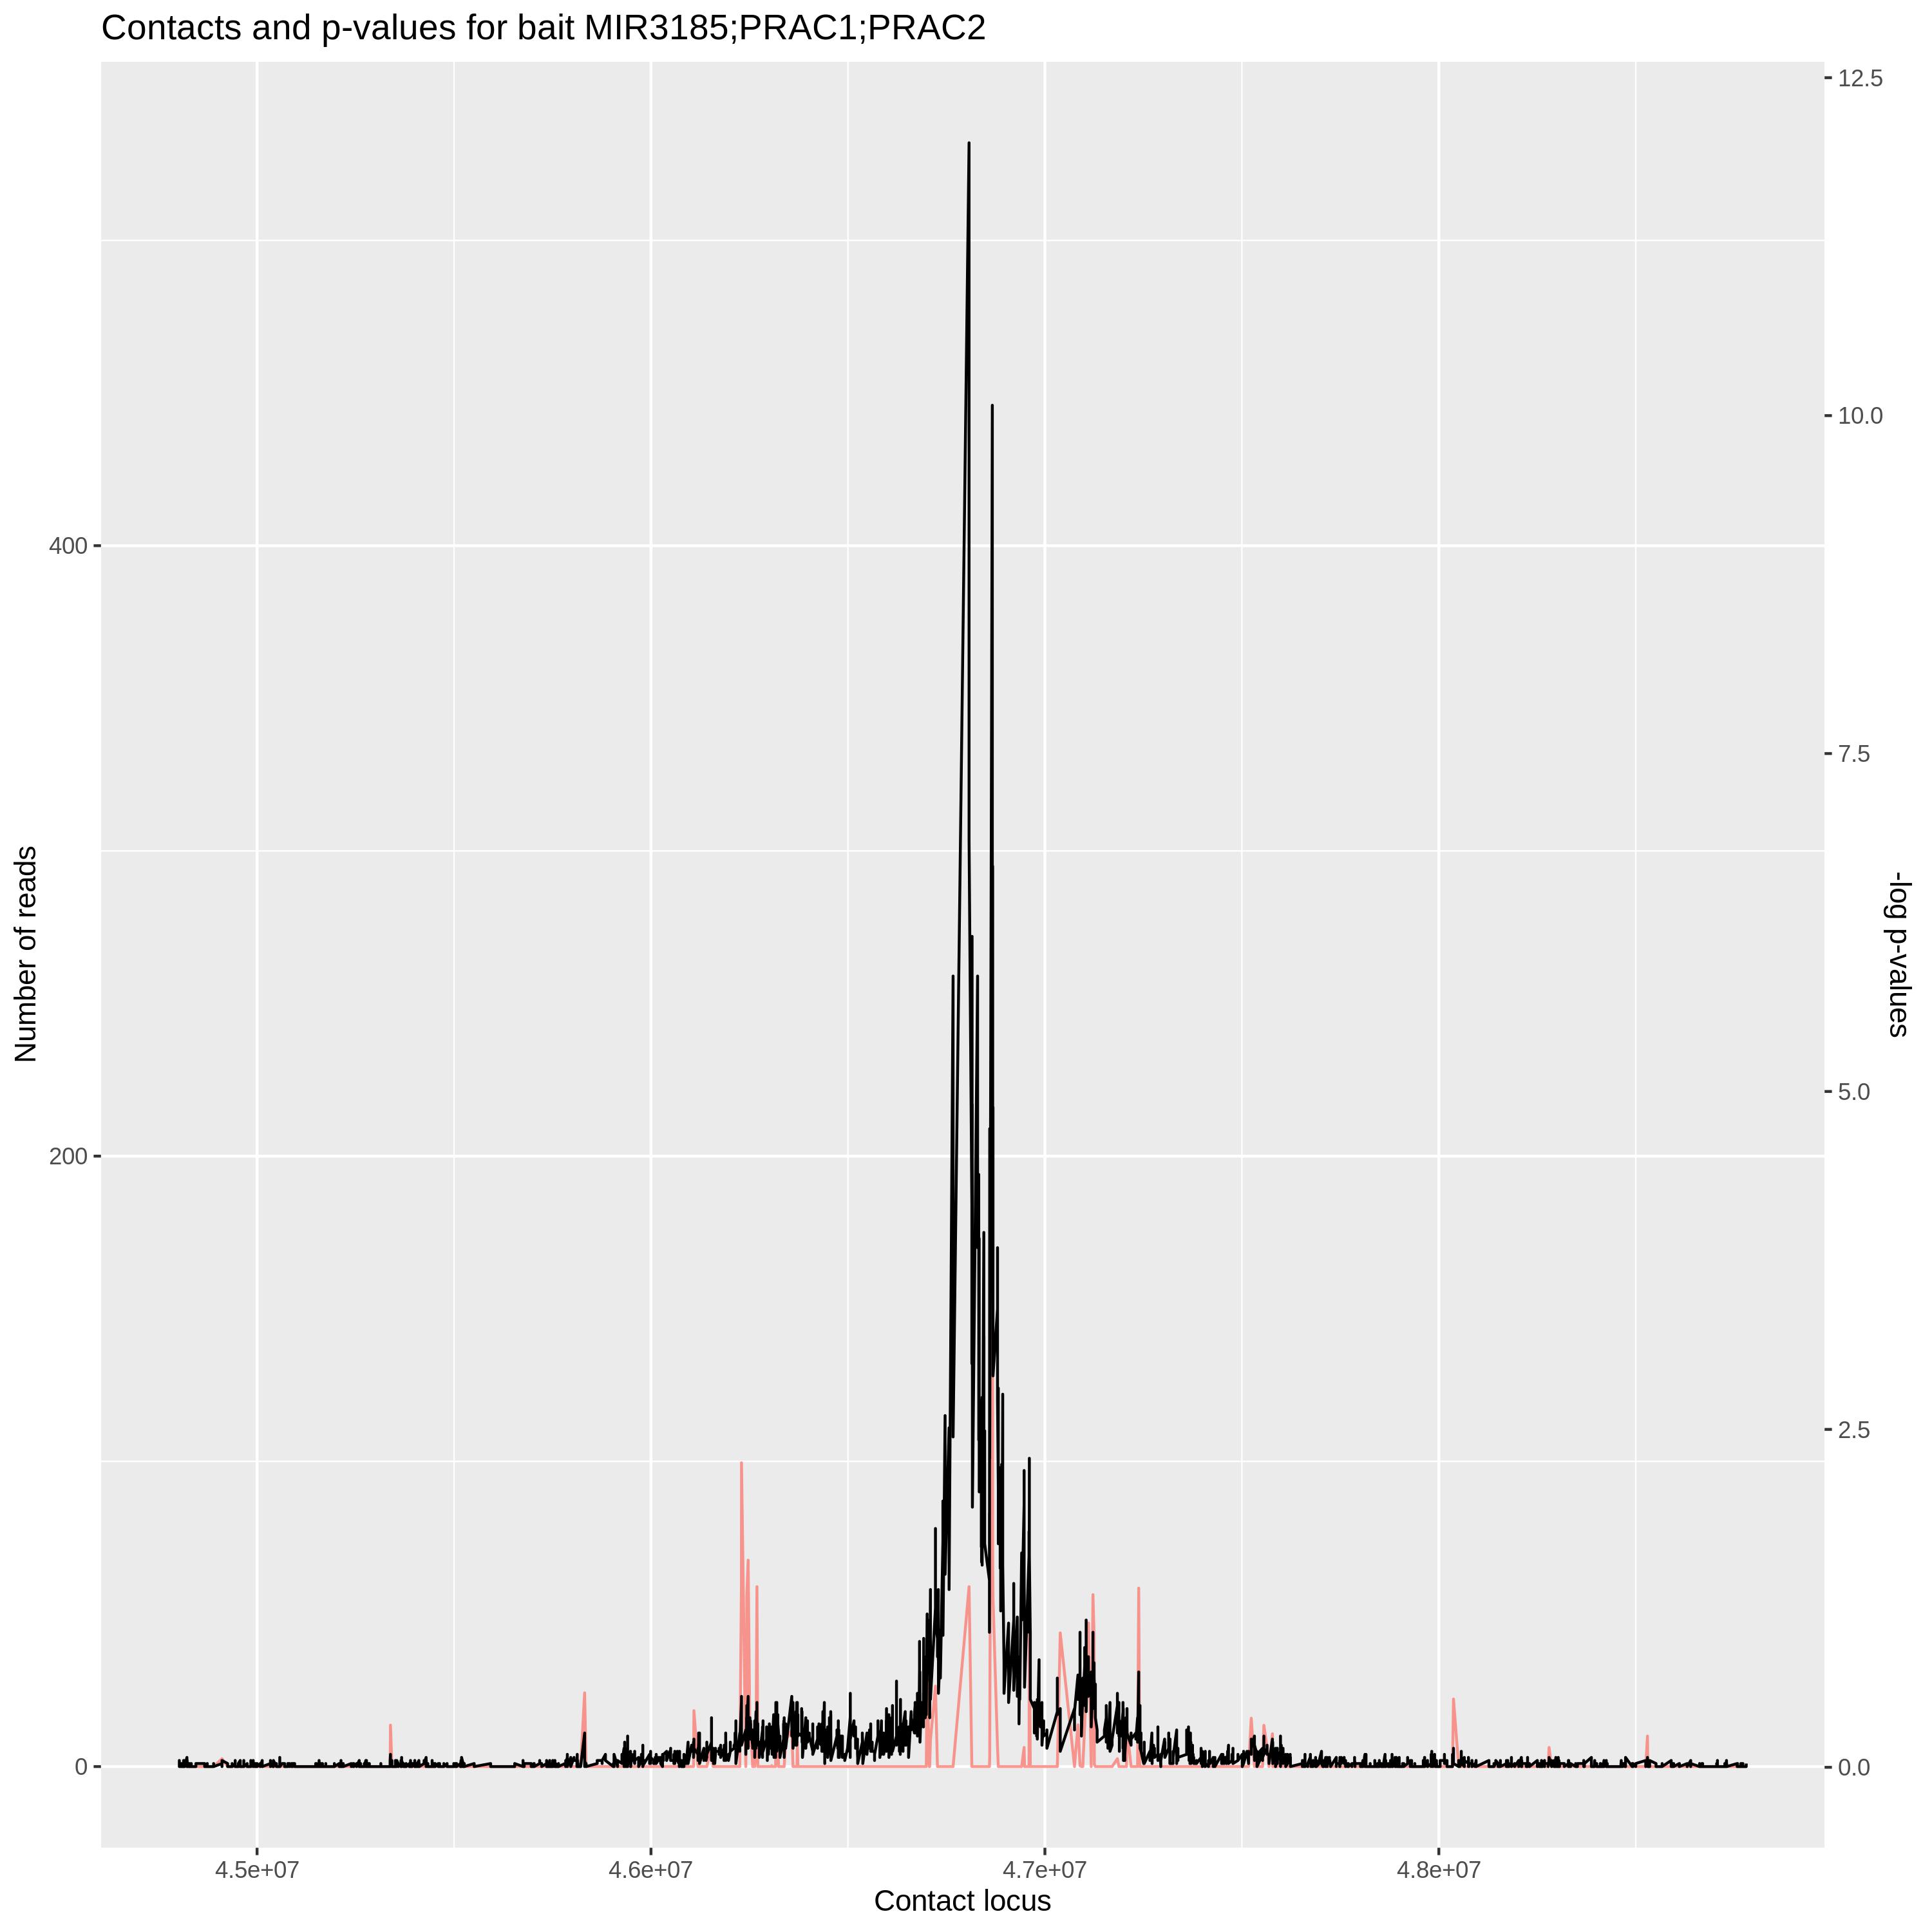 Contacts and p-values for bait MIR3185;PRAC1;PRAC2
12.5
10.0
400
7.5
Number of reads
-log p-values
5.0
200
2.5
0
0.0
4.5e+07
4.6e+07
4.7e+07
4.8e+07
Contact locus